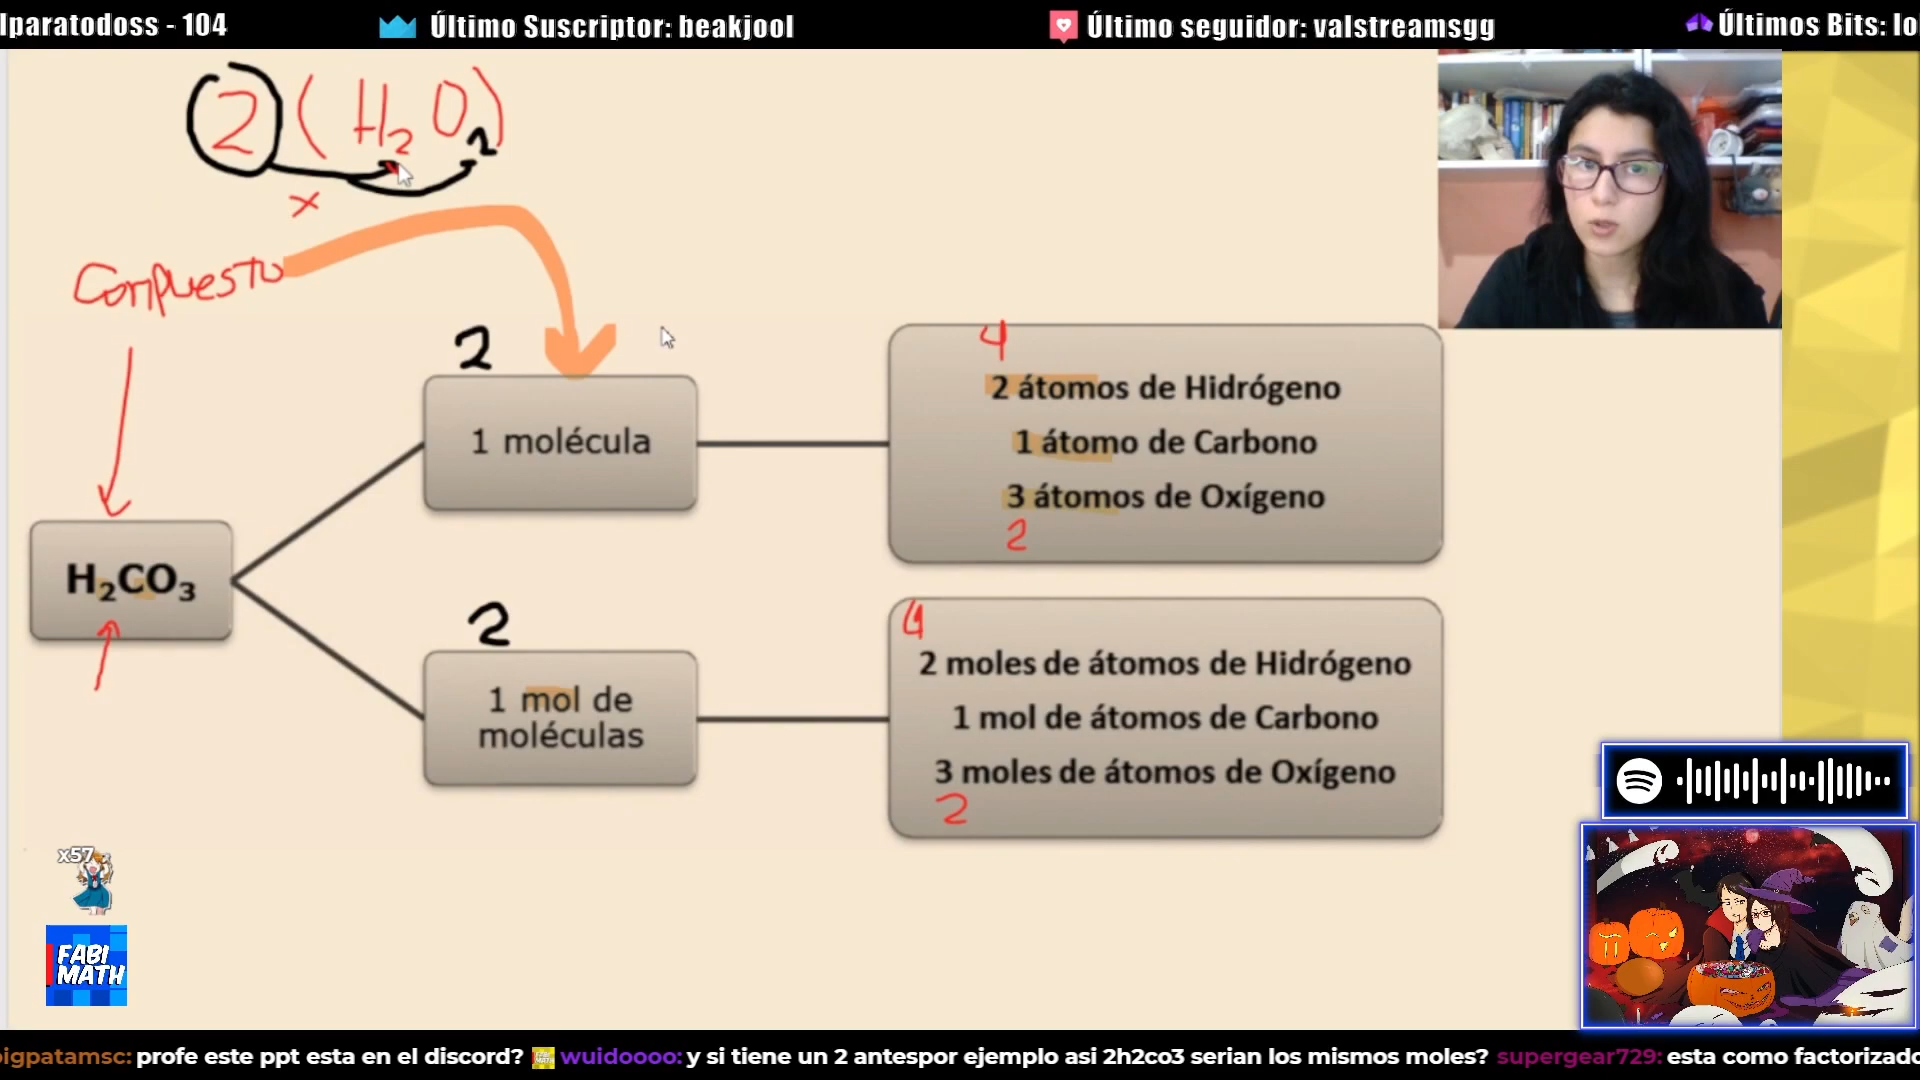 lparatodoss - 104
Último Suscriptor: beakjool
Último seguidor: valstreamsgg
Últimos Bits: lo
2 ( H2 O1 )
x
Compuesto
2
1 molécula
4
2 átomos de Hidrógeno
1 átomo de Carbono
3 átomos de Oxígeno
2
H₂CO₃
2
1 mol de
moléculas
4
2 moles de átomos de Hidrógeno
1 mol de átomos de Carbono
3 moles de átomos de Oxígeno
2
x57
FABI
MATH
bigpatamsc: profe este ppt esta en el discord? wuidoooo: y si tiene un 2 antespor ejemplo asi 2h2co3 serian los mismos moles? supergear729: esta como factorizado